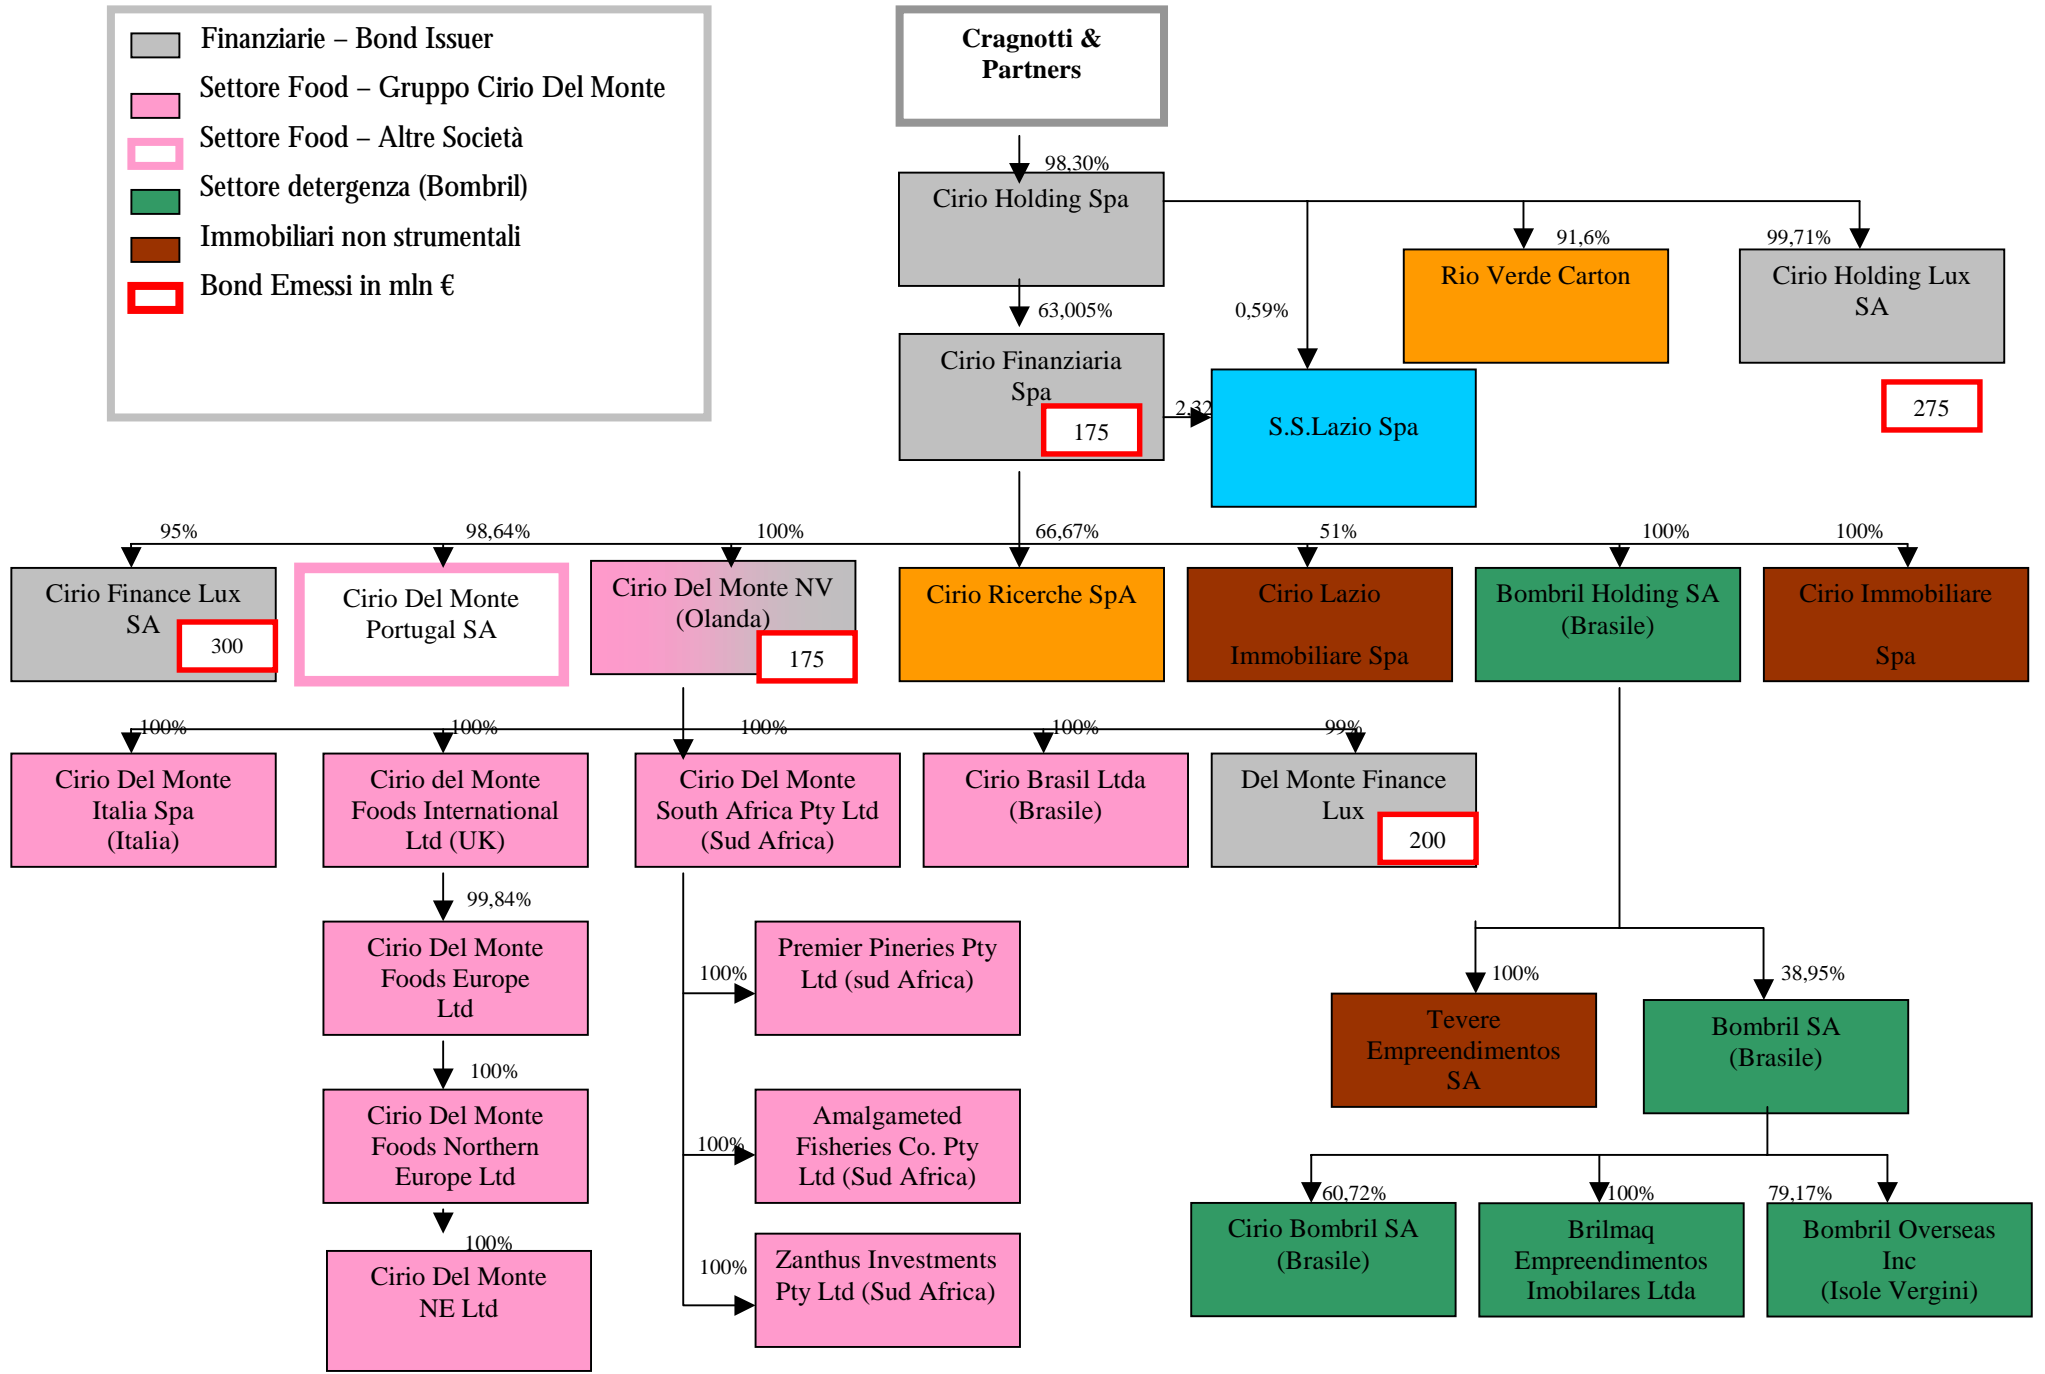 Finanziarie – Bond Issuer
Settore Food – Gruppo Cirio Del Monte
Settore Food – Altre Società
Settore detergenza (Bombril)
Immobiliari non strumentali
Bond Emessi in mln €
Cragnotti &
Partners
98,30%
Cirio Holding Spa
91,6%
99,71%
Rio Verde Carton
Cirio Holding Lux
SA
63,005%
0,59%
Cirio Finanziaria
Spa
175
2,32
S.S.Lazio Spa
275
95%
98,64%
100%
66,67%
51%
100%
100%
Cirio Finance Lux
SA
300
Cirio Del Monte
Portugal SA
Cirio Del Monte NV
(Olanda)
175
Cirio Ricerche SpA
Cirio Lazio
Immobiliare Spa
Bombril Holding SA
(Brasile)
Cirio Immobiliare
Spa
100%
100%
100%
100%
99%
Cirio Del Monte
Italia Spa
(Italia)
Cirio del Monte
Foods International
Ltd (UK)
Cirio Del Monte
South Africa Pty Ltd
(Sud Africa)
Cirio Brasil Ltda
(Brasile)
Del Monte Finance
Lux
200
99,84%
Cirio Del Monte
Foods Europe
Ltd
100%
Premier Pineries Pty
Ltd (sud Africa)
100%
38,95%
Tevere
Empreendimentos
SA
Bombril SA
(Brasile)
100%
Cirio Del Monte
Foods Northern
Europe Ltd
100%
Amalgameted
Fisheries Co. Pty
Ltd (Sud Africa)
60,72%
100%
79,17%
100%
Cirio Del Monte
NE Ltd
100%
Zanthus Investments
Pty Ltd (Sud Africa)
Cirio Bombril SA
(Brasile)
Brilmaq
Empreendimentos
Imobilares Ltda
Bombril Overseas
Inc
(Isole Vergini)